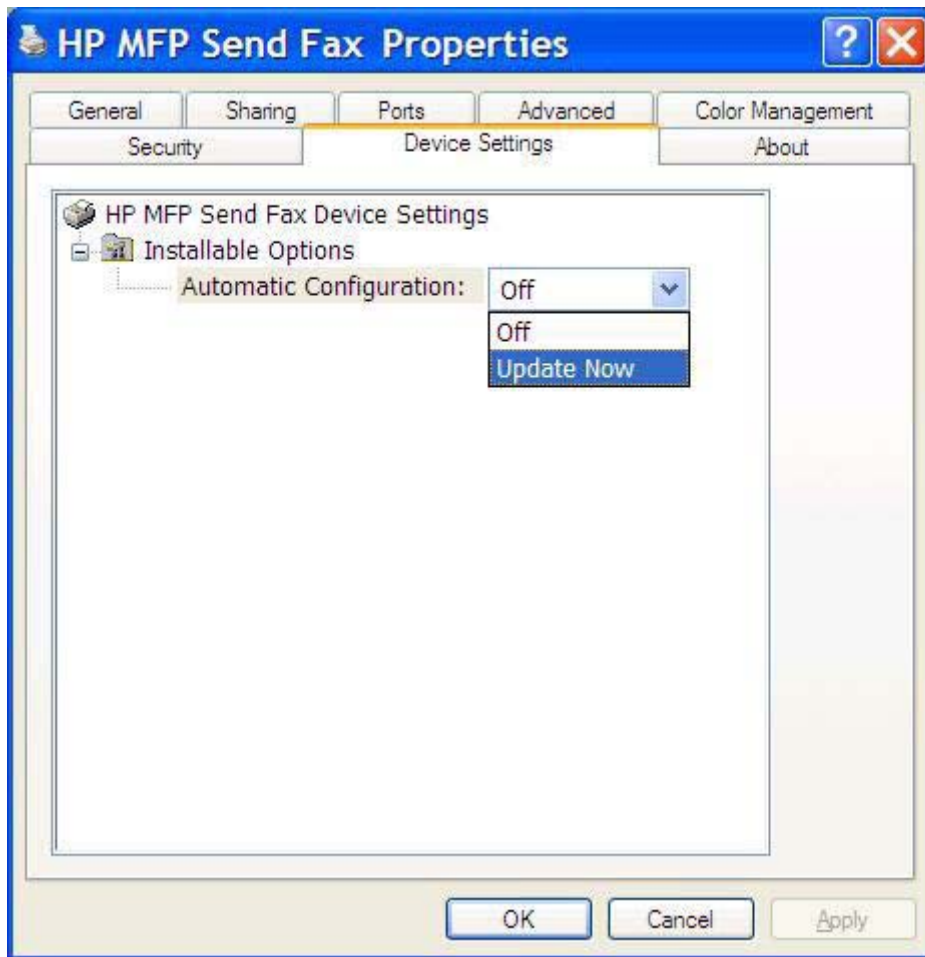 HP MFP Send Fax Properties ?
General Sharing Ports Advanced Color Management
Security Device Settings About
HP MFP Send Fax Device Settings
Installable Options
Automatic Configuration: Off
Off
Update Now
OK Cancel Apply